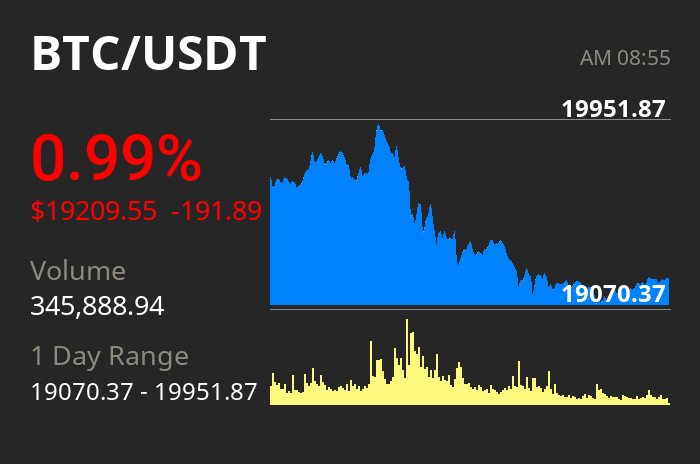 BTC/USDT
AM 08:55
19951.87
0.99%
$19209.55 -191.89
Volume
345,888.94
19070.37
1 Day Range
19070.37 - 19951.87